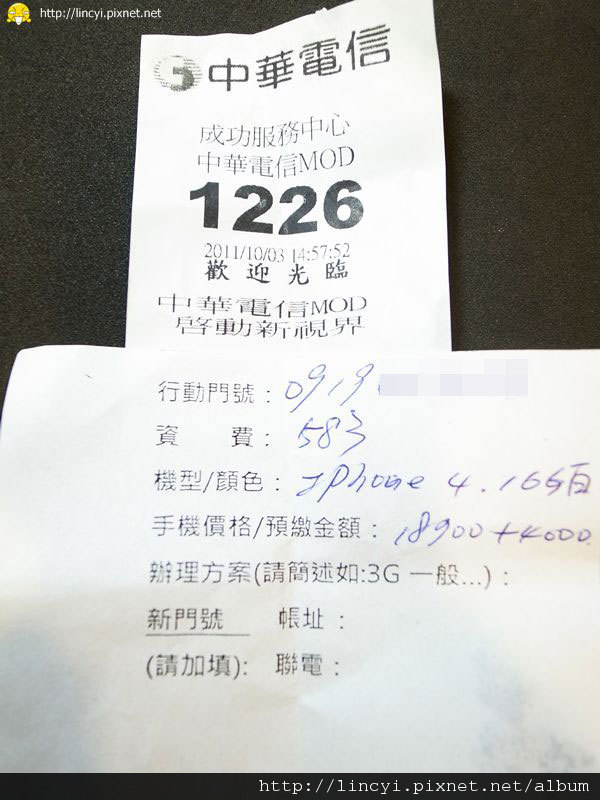 http://lincyi.pixnet.net
中華電信
成功服務中心
中華電信MOD
1226
2011/10/03 14:57:52
歡迎光臨
中華電信MOD
啓動新視界
行動門號：0919
資費：583
機型/顏色：iPhone 4.16G白
手機價格/預繳金額：18900+4000
辦理方案(請簡述如:3G 一般...)：
新門號 帳址：
(請加填): 聯電：
http://lincyi.pixnet.net/album